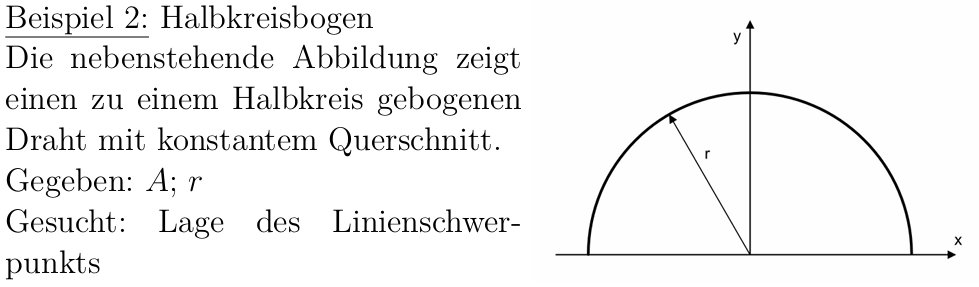 Beispiel 2: Halbkreisbogen
Die nebenstehende Abbildung zeigt
einen zu einem Halbkreis gebogenen
Draht mit konstantem Querschnitt.
Gegeben: A; r
Gesucht: Lage des Linienschwer-
punkts
y
r
x